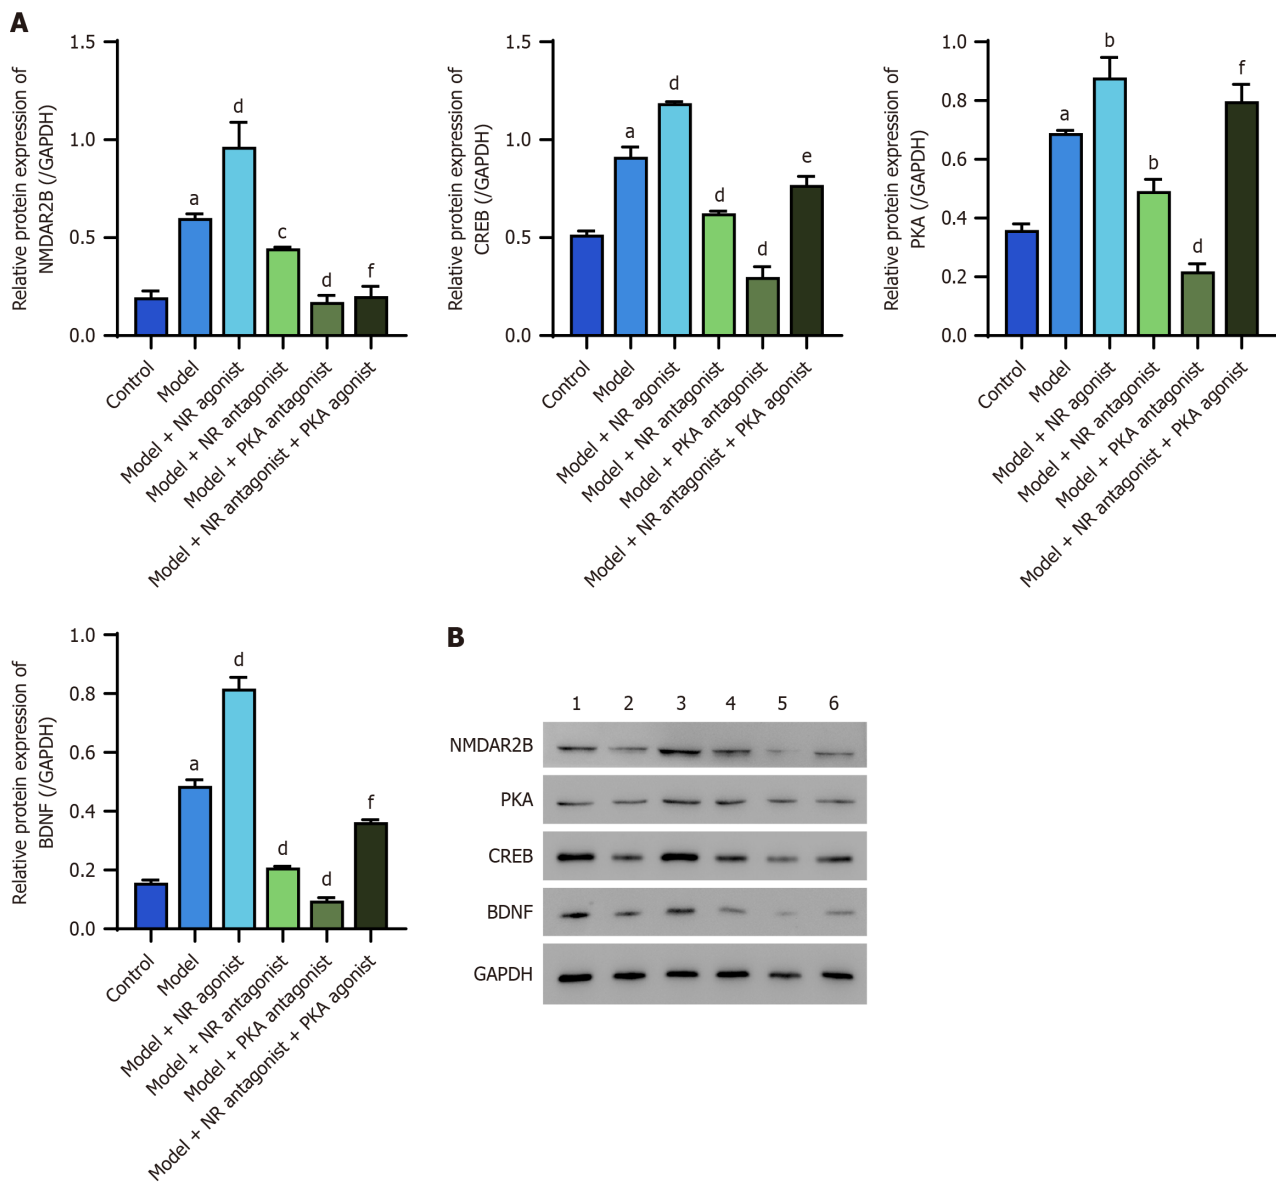 A
Relative protein expression of
NMDAR2B (/GAPDH)
1.5
1.0
0.5
0.0
a
d
c
d
f
Control
Model
Model + NR agonist
Model + NR antagonist
Model + PKA antagonist
Model + NR antagonist + PKA agonist
Relative protein expression of
CREB (/GAPDH)
1.5
1.0
0.5
0.0
a
d
d
d
e
Control
Model
Model + NR agonist
Model + NR antagonist
Model + PKA antagonist
Model + NR antagonist + PKA agonist
Relative protein expression of
PKA (/GAPDH)
1.0
0.8
0.6
0.4
0.2
0.0
a
b
b
d
f
Control
Model
Model + NR agonist
Model + NR antagonist
Model + PKA antagonist
Model + NR antagonist + PKA agonist
Relative protein expression of
BDNF (/GAPDH)
1.0
0.8
0.6
0.4
0.2
0.0
a
d
d
d
f
Control
Model
Model + NR agonist
Model + NR antagonist
Model + PKA antagonist
Model + NR antagonist + PKA agonist
B
1 2 3 4 5 6
NMDAR2B
PKA
CREB
BDNF
GAPDH